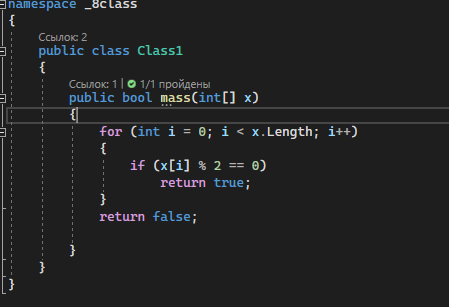 namespace _8class
{
Ссылок: 2
public class Class1
{
Ссылок: 1 | 1/1 пройдены
public bool mass(int[] x)
{
for (int i = 0; i < x.Length; i++)
{
if (x[i] % 2 == 0)
return true;
}
return false;
}
}
}